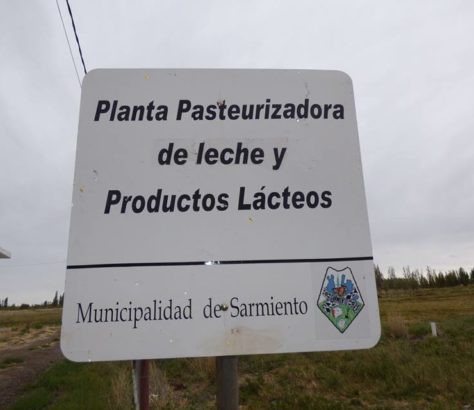 Planta Pasteurizadora
de leche y
Productos Lácteos
Municipalidad de Sarmiento